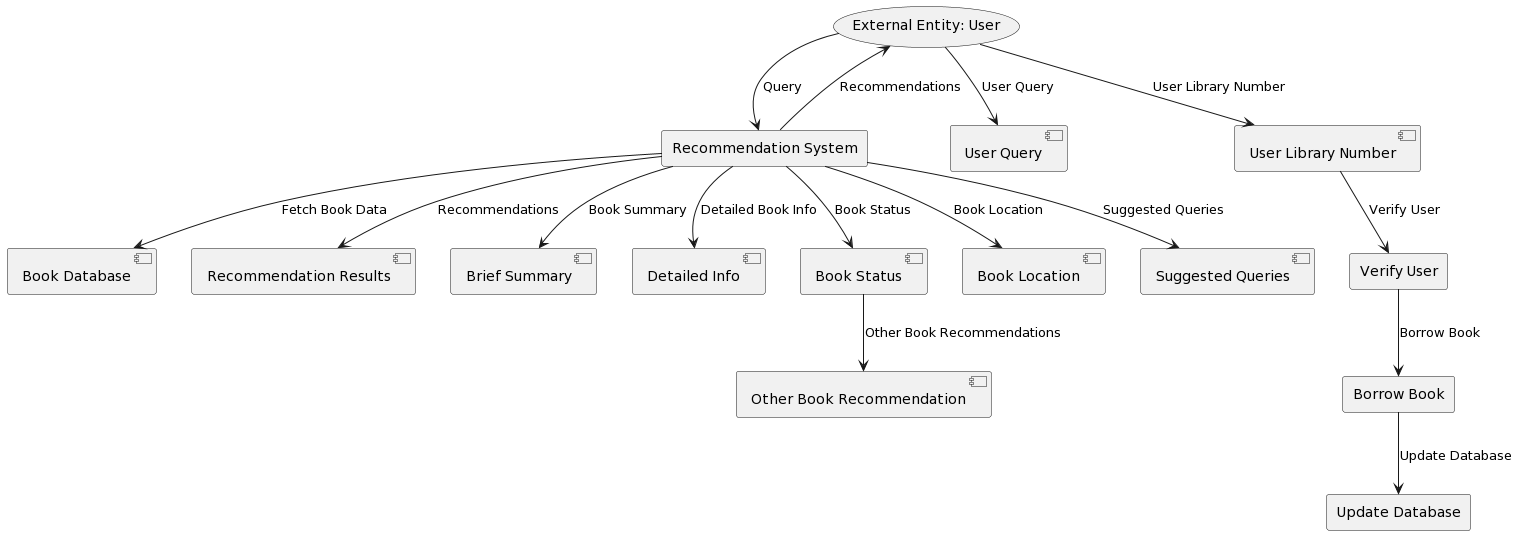 External Entity: User
Query
Recommendations
User Query
User Library Number
Recommendation System
User Query
User Library Number
Fetch Book Data
Recommendations
Book Summary
Detailed Book Info
Book Status
Book Location
Suggested Queries
Verify User
Book Database
Recommendation Results
Brief Summary
Detailed Info
Book Status
Book Location
Suggested Queries
Verify User
Other Book Recommendations
Borrow Book
Other Book Recommendation
Borrow Book
Update Database
Update Database